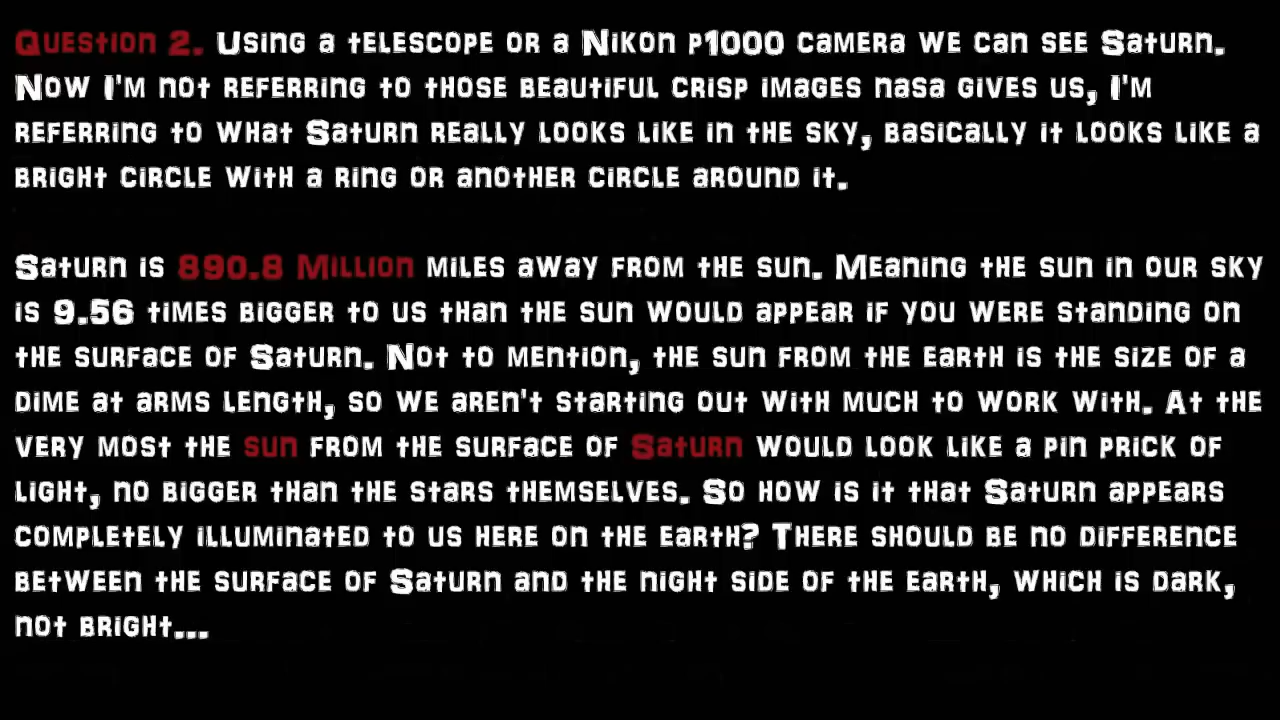 Question 2. Using a telescope or a Nikon p1000 camera we can see Saturn.
Now I'm not referring to those beautiful crisp images nasa gives us, I'm
referring to what Saturn really looks like in the sky, basically it looks like a
bright circle with a ring or another circle around it.
Saturn is 890.8 Million miles away from the sun. Meaning the sun in our sky
is 9.56 times bigger to us than the sun would appear if you were standing on
the surface of Saturn. Not to mention, the sun from the earth is the size of a
dime at arms length, so we aren't starting out with much to work with. At the
very most the sun from the surface of Saturn would look like a pin prick of
light, no bigger than the stars themselves. So how is it that Saturn appears
completely illuminated to us here on the earth? There should be no difference
between the surface of Saturn and the night side of the earth, which is dark,
not bright...